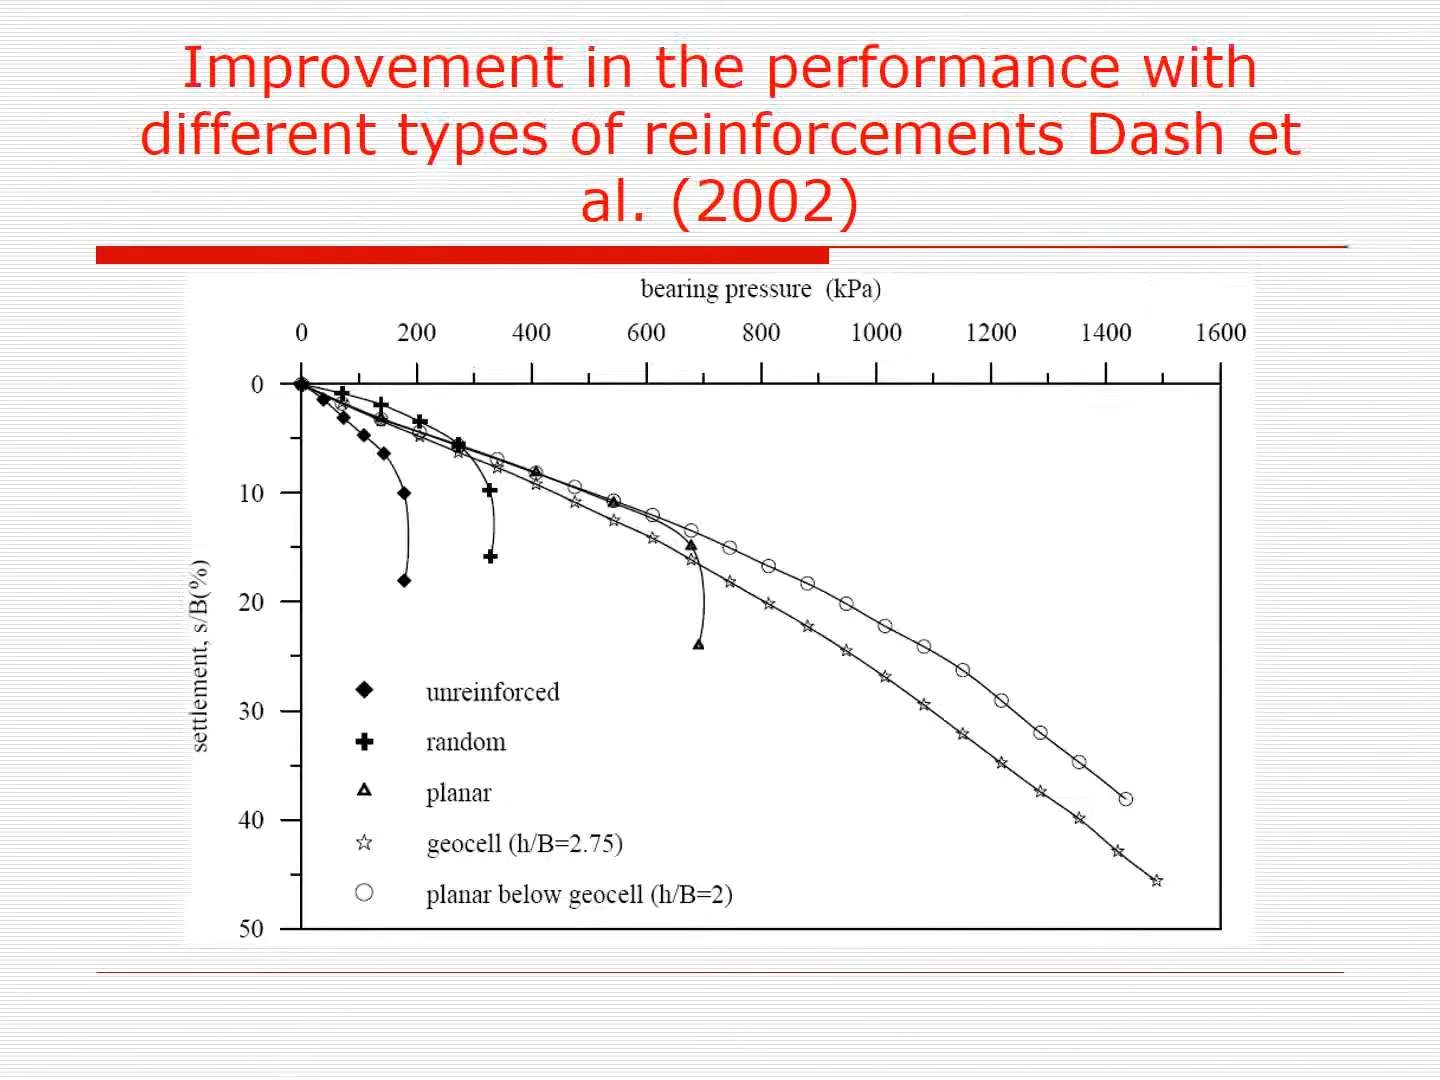 Improvement in the performance with
different types of reinforcements Dash et
al. (2002)
bearing pressure (kPa)
0 200 400 600 800 1000 1200 1400 1600
0
10
20
30
40
50
settlement, s/B(%)
unreinforced
random
planar
geocell (h/B=2.75)
planar below geocell (h/B=2)